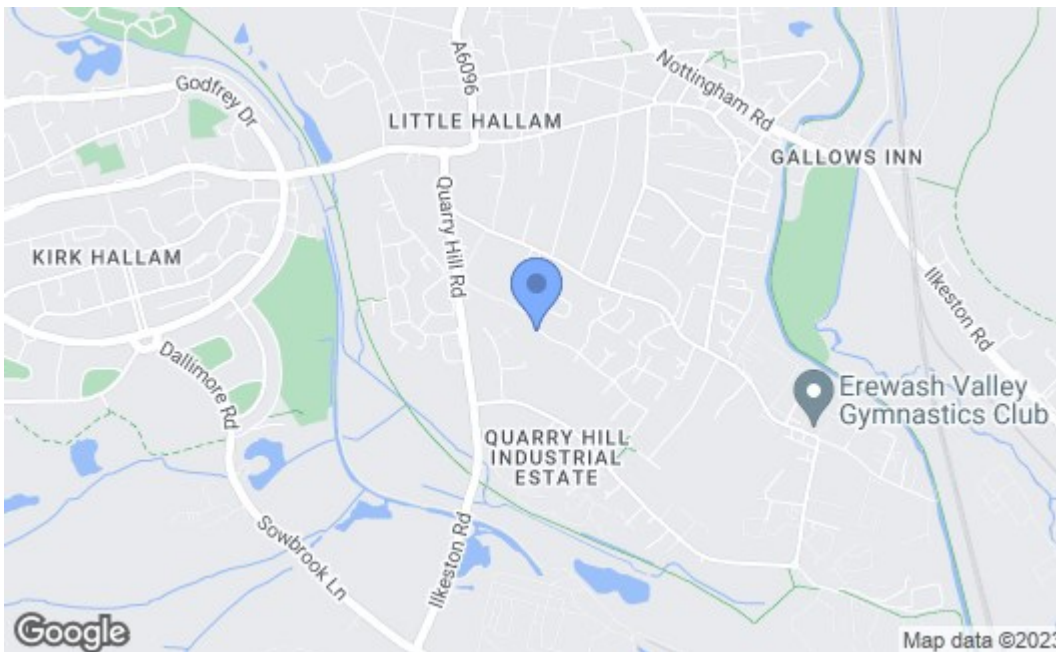 Godfrey Dr
A6096
Nottingham Rd
LITTLE HALLAM
GALLOWS INN
Quarry Hill Rd
KIRK HALLAM
Ilkeston Rd
Dallimore Rd
Erewash Valley
Gymnastics Club
QUARRY HILL
INDUSTRIAL
ESTATE
Sowbrook Ln
Ilkeston Rd
Google
Map data ©2023